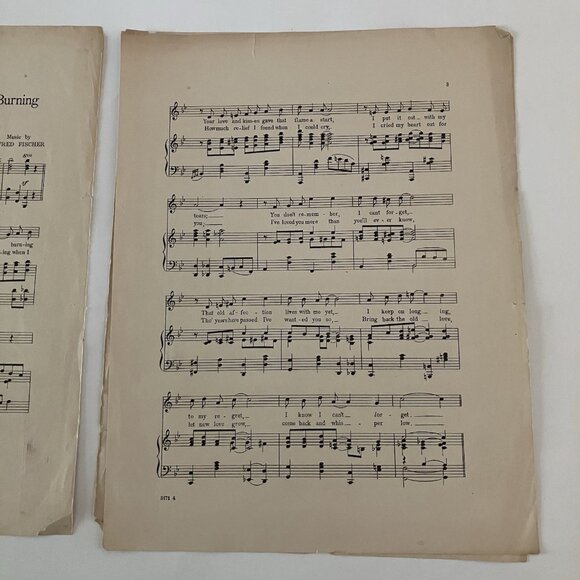 Burning
Music by
FRED FISCHER
burning
-ing when I
3
Your love and kiss-es gave that flame a start, I put it out with my
How much re-lief I found when I could cry, I cried my heart out for
tears; You don't re-mem-ber, I cant for-get,
you, I've loved you more than you'll ev-er know,
That old af-fec-tion lives with me yet, I keep on long-ing,
Tho' years have passed I've want-ed you so, Bring back the old love,
to my re-gret, I know I can't for-get
let new love grow, come back and whis-per low
3171 4